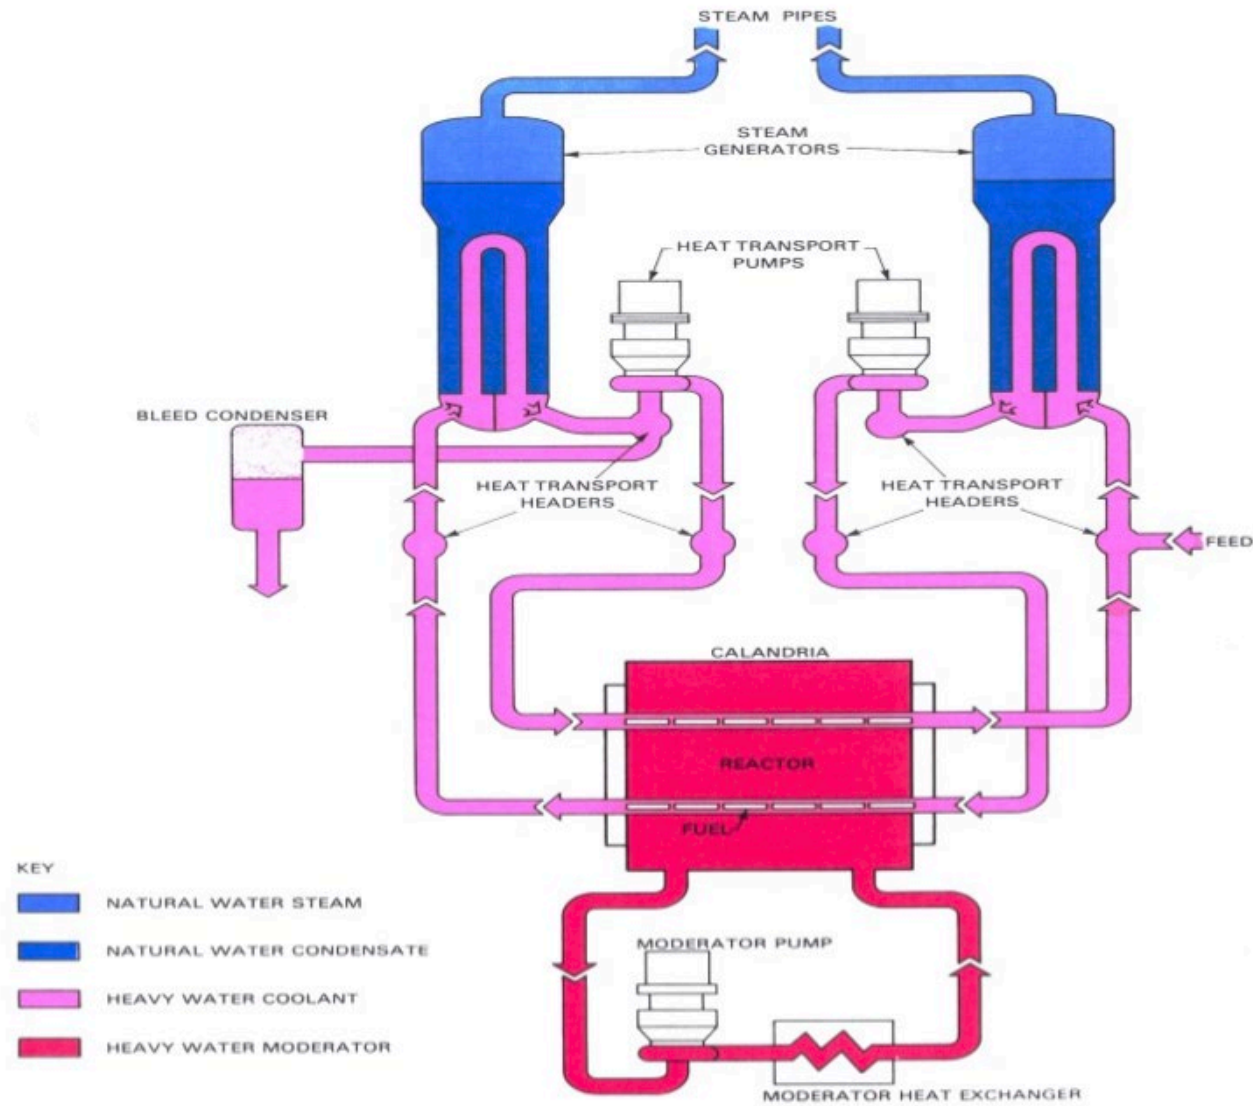 STEAM PIPES
STEAM
GENERATORS
HEAT TRANSPORT
PUMPS
BLEED CONDENSER
HEAT TRANSPORT
HEADERS
HEAT TRANSPORT
HEADERS
FEED
CALANDRIA
REACTOR
FUEL
KEY
NATURAL WATER STEAM
NATURAL WATER CONDENSATE
HEAVY WATER COOLANT
HEAVY WATER MODERATOR
MODERATOR PUMP
MODERATOR HEAT EXCHANGER